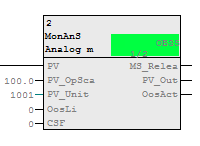 2
MonAnS
Analog m
OB35
1/2
PV MS_Relea
100.0 PV_OpSca PV_Out
1001 PV_Unit OosAct
0 OosLi
0 CSF